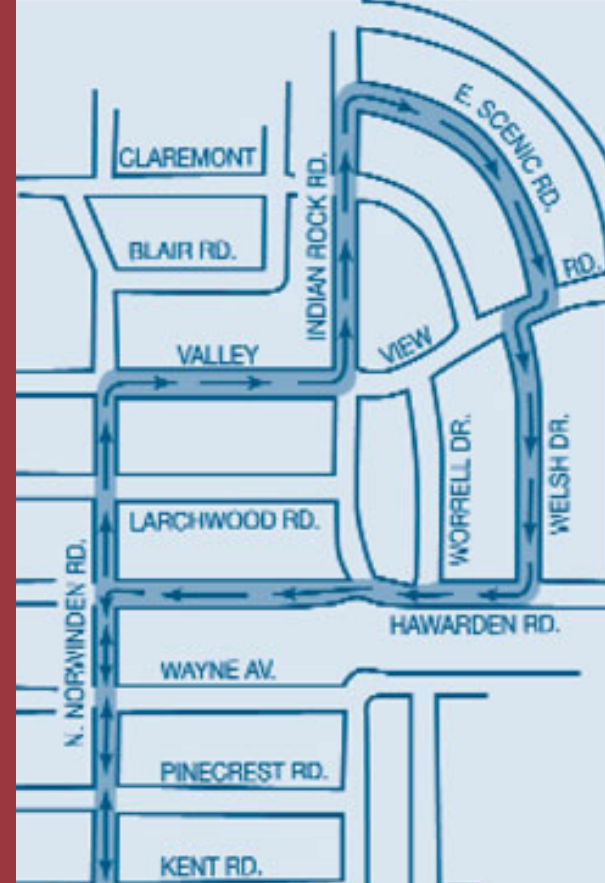 E. SCENIC RD.
CLAREMONT
INDIAN ROCK RD.
BLAIR RD.
RD.
VALLEY
VIEW
WORRELL DR.
WELSH DR.
LARCHWOOD RD.
N. NORWINDEN RD.
HAWARDEN RD.
WAYNE AV.
PINECREST RD.
KENT RD.